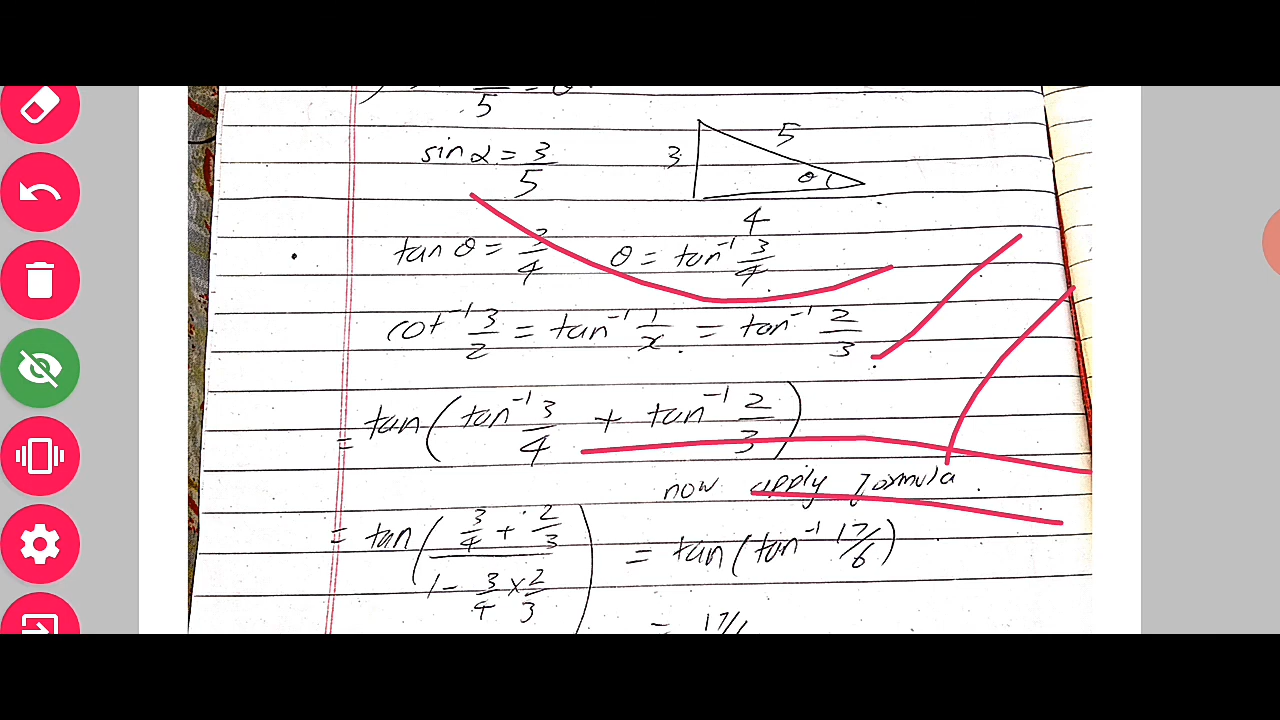 5 = θ
sin α = 3/5
3 5 θ 4
tan θ = 3/4 θ = tan⁻¹ 3/4
cot⁻¹ 3/2 = tan⁻¹ 1/x = tan⁻¹ 2/3
= tan(tan⁻¹ 3/4 + tan⁻¹ 2/3)
now apply formula.
= tan((3/4 + 2/3)/(1 - 3/4 × 2/3)) = tan(tan⁻¹ 17/6)
= 17/